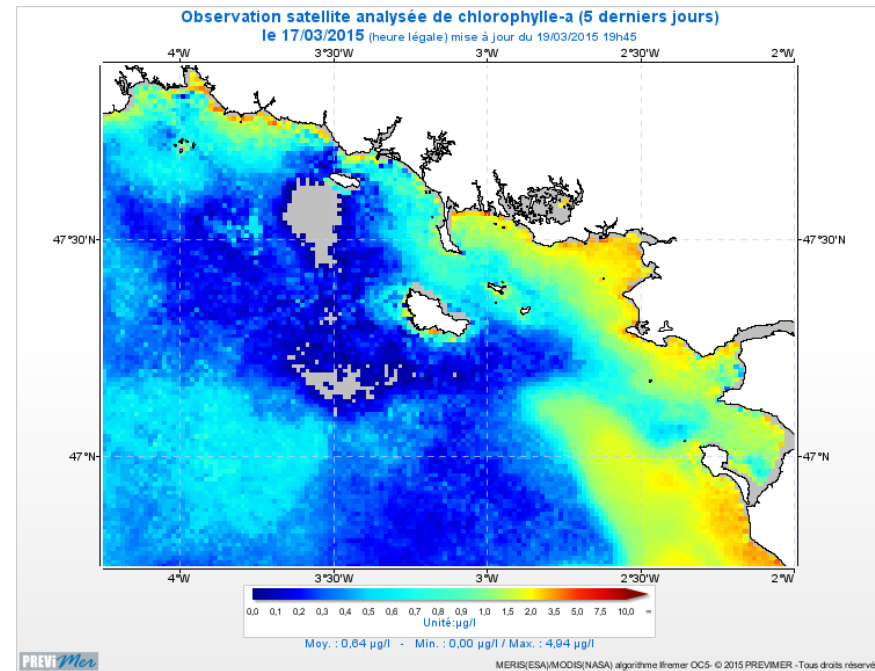 Observation satellite analysée de chlorophylle-a (5 derniers jours)
le 17/03/2015 (heure légale) mise à jour du 19/03/2015 19h45
4°W 3°30'W 3°W 2°30'W 2°W
47°30'N 47°30'N
47°N 47°N
4°W 3°30'W 3°W 2°30'W 2°W
0,0 0,1 0,2 0,3 0,4 0,5 0,6 0,7 0,8 0,9 1,0 1,5 2,0 3,5 5,0 7,5 10,0 ∞
Unité:µg/l
Moy. : 0,64 µg/l - Min. : 0,00 µg/l / Max. : 4,94 µg/l
PREViMer
MERIS(ESA)/MODIS(NASA) algorithme Ifremer OC5- © 2015 PREVIMER - Tous droits réservé